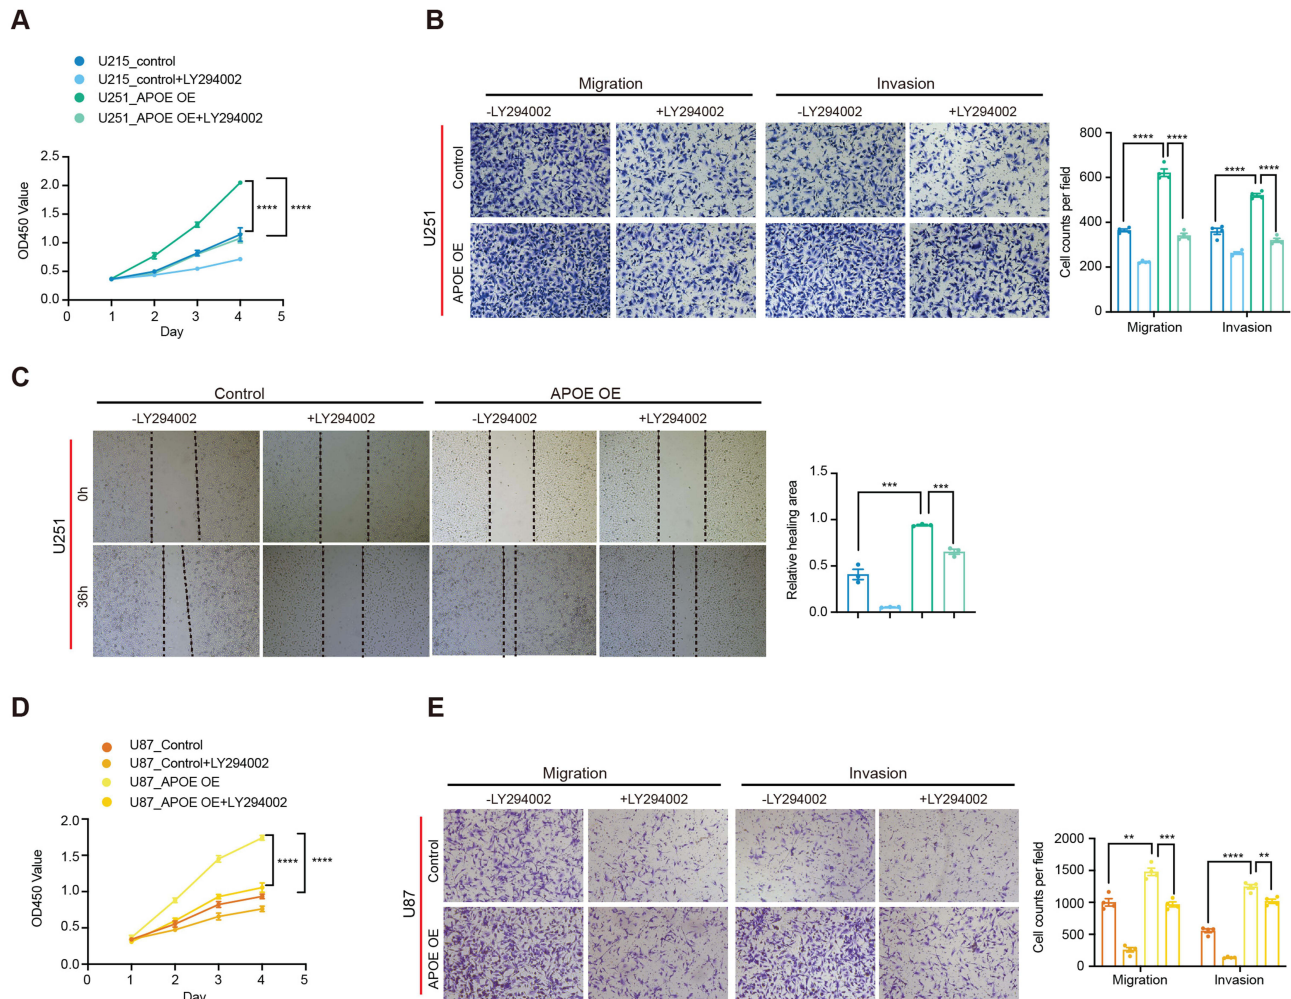 A
U215_control
U215_control+LY294002
U251_APOE OE
U251_APOE OE+LY294002
2.5
2.0
1.5
1.0
0.5
0.0
OD450 Value
0 1 2 3 4 5
Day
**** ****
B
Migration Invasion
-LY294002 +LY294002 -LY294002 +LY294002
U251
Control
APOE OE
800
600
400
200
0
Cell counts per field
**** **** **** ****
Migration Invasion
C
Control APOE OE
-LY294002 +LY294002 -LY294002 +LY294002
U251
0h
36h
1.5
1.0
0.5
0.0
Relative healing area
*** ***
D
U87_Control
U87_Control+LY294002
U87_APOE OE
U87_APOE OE+LY294002
2.0
1.5
1.0
0.5
0.0
OD450 Value
0 1 2 3 4 5
Day
**** ****
E
Migration Invasion
-LY294002 +LY294002 -LY294002 +LY294002
U87
Control
APOE OE
2000
1500
1000
500
0
Cell counts per field
** *** **** **
Migration Invasion